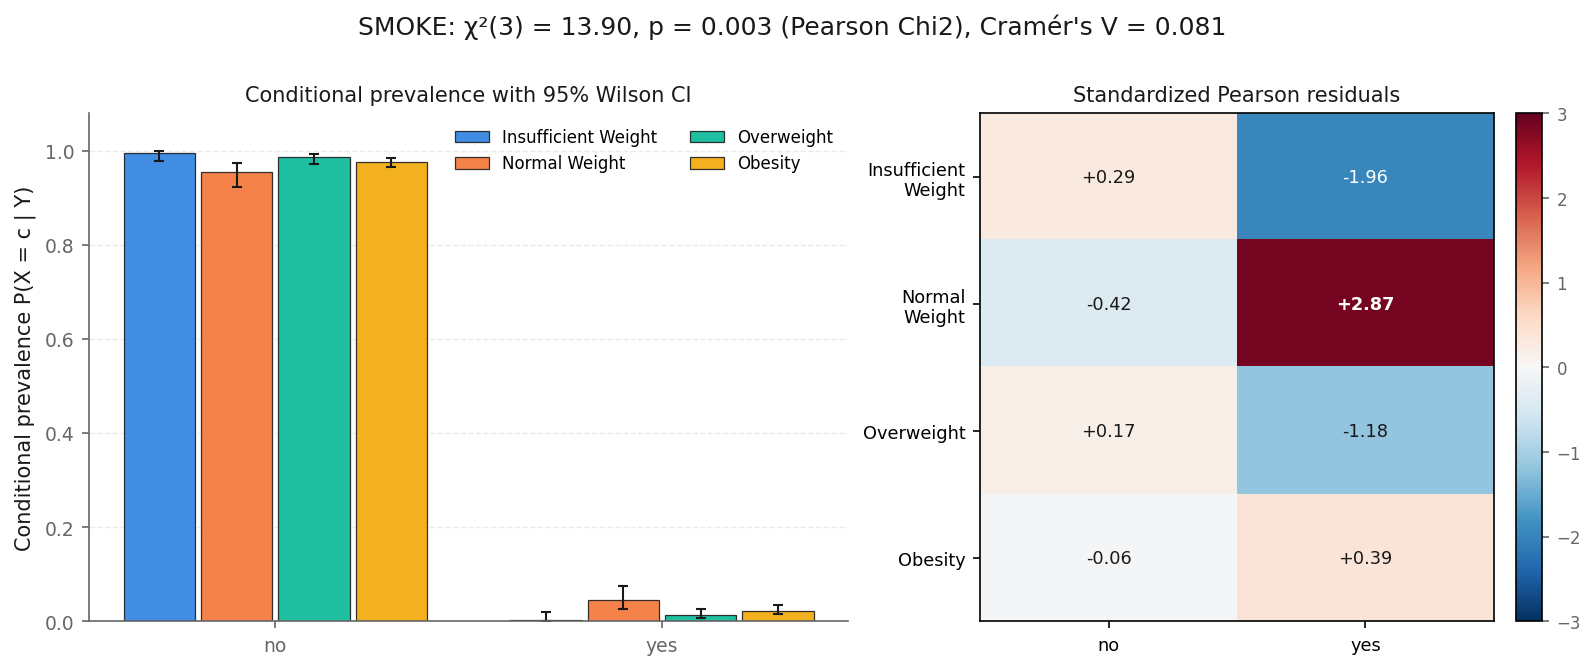 SMOKE: χ²(3) = 13.90, p = 0.003 (Pearson Chi2), Cramér's V = 0.081
Conditional prevalence with 95% Wilson CI
Conditional prevalence P(X = c | Y)
1.0
0.8
0.6
0.4
0.2
0.0
no
yes
Insufficient Weight
Normal Weight
Overweight
Obesity
Standardized Pearson residuals
Insufficient
Weight
+0.29
-1.96
Normal
Weight
-0.42
+2.87
Overweight
+0.17
-1.18
Obesity
-0.06
+0.39
no
yes
3
2
1
0
−1
−2
−3